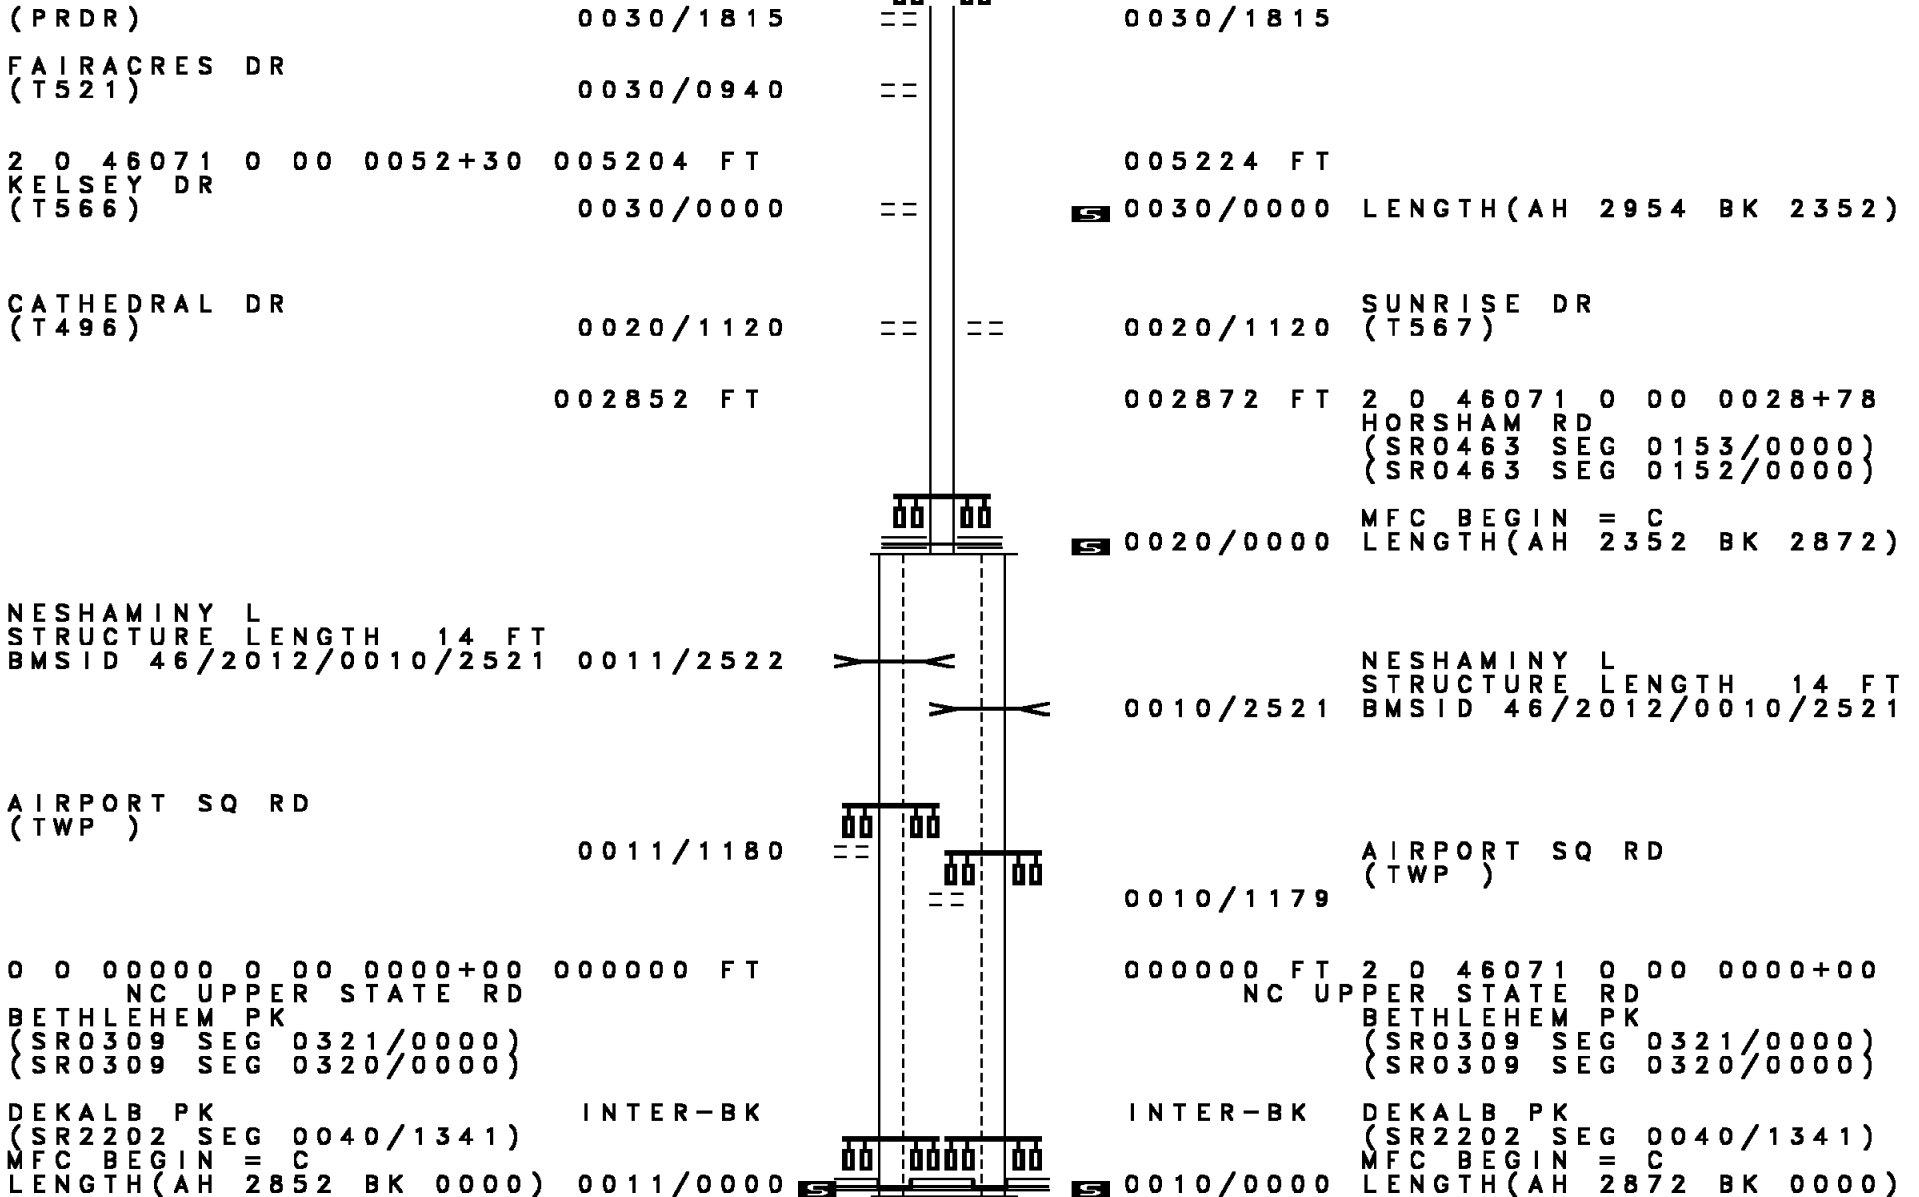 (PRDR) 0030/1815 0030/1815
FAIRACRES DR
(T521) 0030/0940
2 0 46071 0 00 0052+30 005204 FT 005224 FT
KELSEY DR
(T566) 0030/0000 S 0030/0000 LENGTH(AH 2954 BK 2352)
CATHEDRAL DR SUNRISE DR
(T496) 0020/1120 0020/1120 (T567)
002852 FT 002872 FT 2 0 46071 0 00 0028+78
HORSHAM RD
(SR0463 SEG 0153/0000)
(SR0463 SEG 0152/0000)
MFC BEGIN = C
S 0020/0000 LENGTH(AH 2352 BK 2872)
NESHAMINY L
STRUCTURE LENGTH 14 FT
BMSID 46/2012/0010/2521 0011/2522 NESHAMINY L
STRUCTURE LENGTH 14 FT
0010/2521 BMSID 46/2012/0010/2521
AIRPORT SQ RD
(TWP )
0011/1180 AIRPORT SQ RD
(TWP )
0010/1179
0 0 00000 0 00 0000+00 000000 FT 000000 FT 2 0 46071 0 00 0000+00
NC UPPER STATE RD NC UPPER STATE RD
BETHLEHEM PK BETHLEHEM PK
(SR0309 SEG 0321/0000) (SR0309 SEG 0321/0000)
(SR0309 SEG 0320/0000) (SR0309 SEG 0320/0000)
DEKALB PK INTER-BK INTER-BK DEKALB PK
(SR2202 SEG 0040/1341) (SR2202 SEG 0040/1341)
MFC BEGIN = C MFC BEGIN = C
LENGTH(AH 2852 BK 0000) 0011/0000 S S 0010/0000 LENGTH(AH 2872 BK 0000)